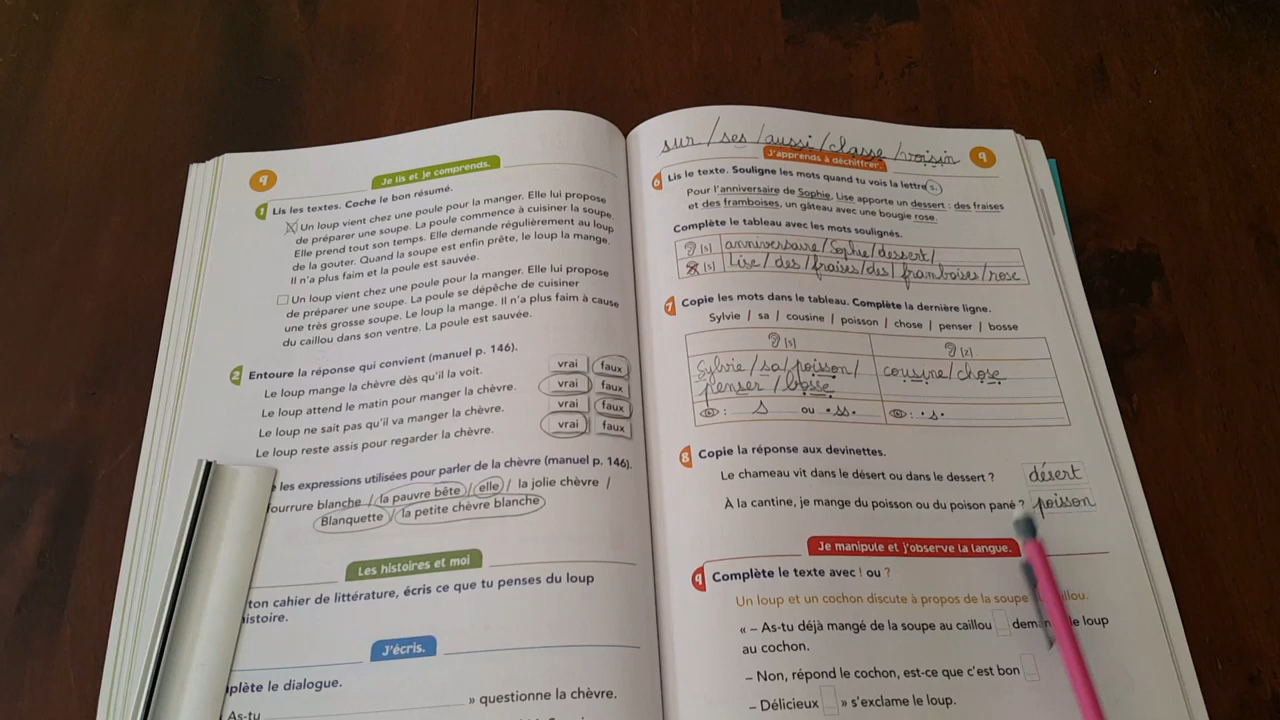 9
Je lis et je comprends.
1 Lis les textes. Coche le bon résumé.
Un loup vient chez une poule pour la manger. Elle lui propose
de préparer une soupe. La poule commence à cuisiner la soupe.
Elle prend tout son temps. Elle demande régulièrement au loup
de la gouter. Quand la soupe est enfin prête, le loup la mange.
Il n'a plus faim et la poule est sauvée.
Un loup vient chez une poule pour la manger. Elle lui propose
de préparer une soupe. La poule se dépêche de cuisiner
une très grosse soupe. Le loup la mange. Il n'a plus faim à cause
du caillou dans son ventre. La poule est sauvée.
2 Entoure la réponse qui convient (manuel p. 146).
Le loup mange la chèvre dès qu'il la voit. vrai faux
Le loup attend le matin pour manger la chèvre. vrai faux
Le loup ne sait pas qu'il va manger la chèvre. vrai faux
Le loup reste assis pour regarder la chèvre. vrai faux
les expressions utilisées pour parler de la chèvre (manuel p. 146).
fourrure blanche / la pauvre bête / elle / la jolie chèvre /
Blanquette / la petite chèvre blanche
Les histoires et moi
ton cahier de littérature, écris ce que tu penses du loup
histoire.
J'écris.
plète le dialogue.
As-tu » questionne la chèvre.
sur / ses / aussi / classe / voisin
J'apprends à déchiffrer. 9
6 Lis le texte. Souligne les mots quand tu vois la lettre s.
Pour l'anniversaire de Sophie, Lise apporte un dessert : des fraises
et des framboises, un gâteau avec une bougie rose.
Complète le tableau avec les mots soulignés.
[s] anniversaire / Sophie / dessert /
[s] Lise / des / fraises / des / framboises / rose
7 Copie les mots dans le tableau. Complète la dernière ligne.
Sylvie / sa / cousine / poisson / chose / penser / bosse
[s] [z]
Sylvie / sa / poisson / cousine / chose
penser / bosse
: s ou •ss• : •s•
8 Copie la réponse aux devinettes.
Le chameau vit dans le désert ou dans le dessert ? désert
À la cantine, je mange du poisson ou du poison pané ? poisson
Je manipule et j'observe la langue.
9 Complète le texte avec ! ou ?
Un loup et un cochon discute à propos de la soupe
« – As-tu déjà mangé de la soupe au caillou le loup
au cochon.
– Non, répond le cochon, est-ce que c'est bon
– Délicieux » s'exclame le loup.